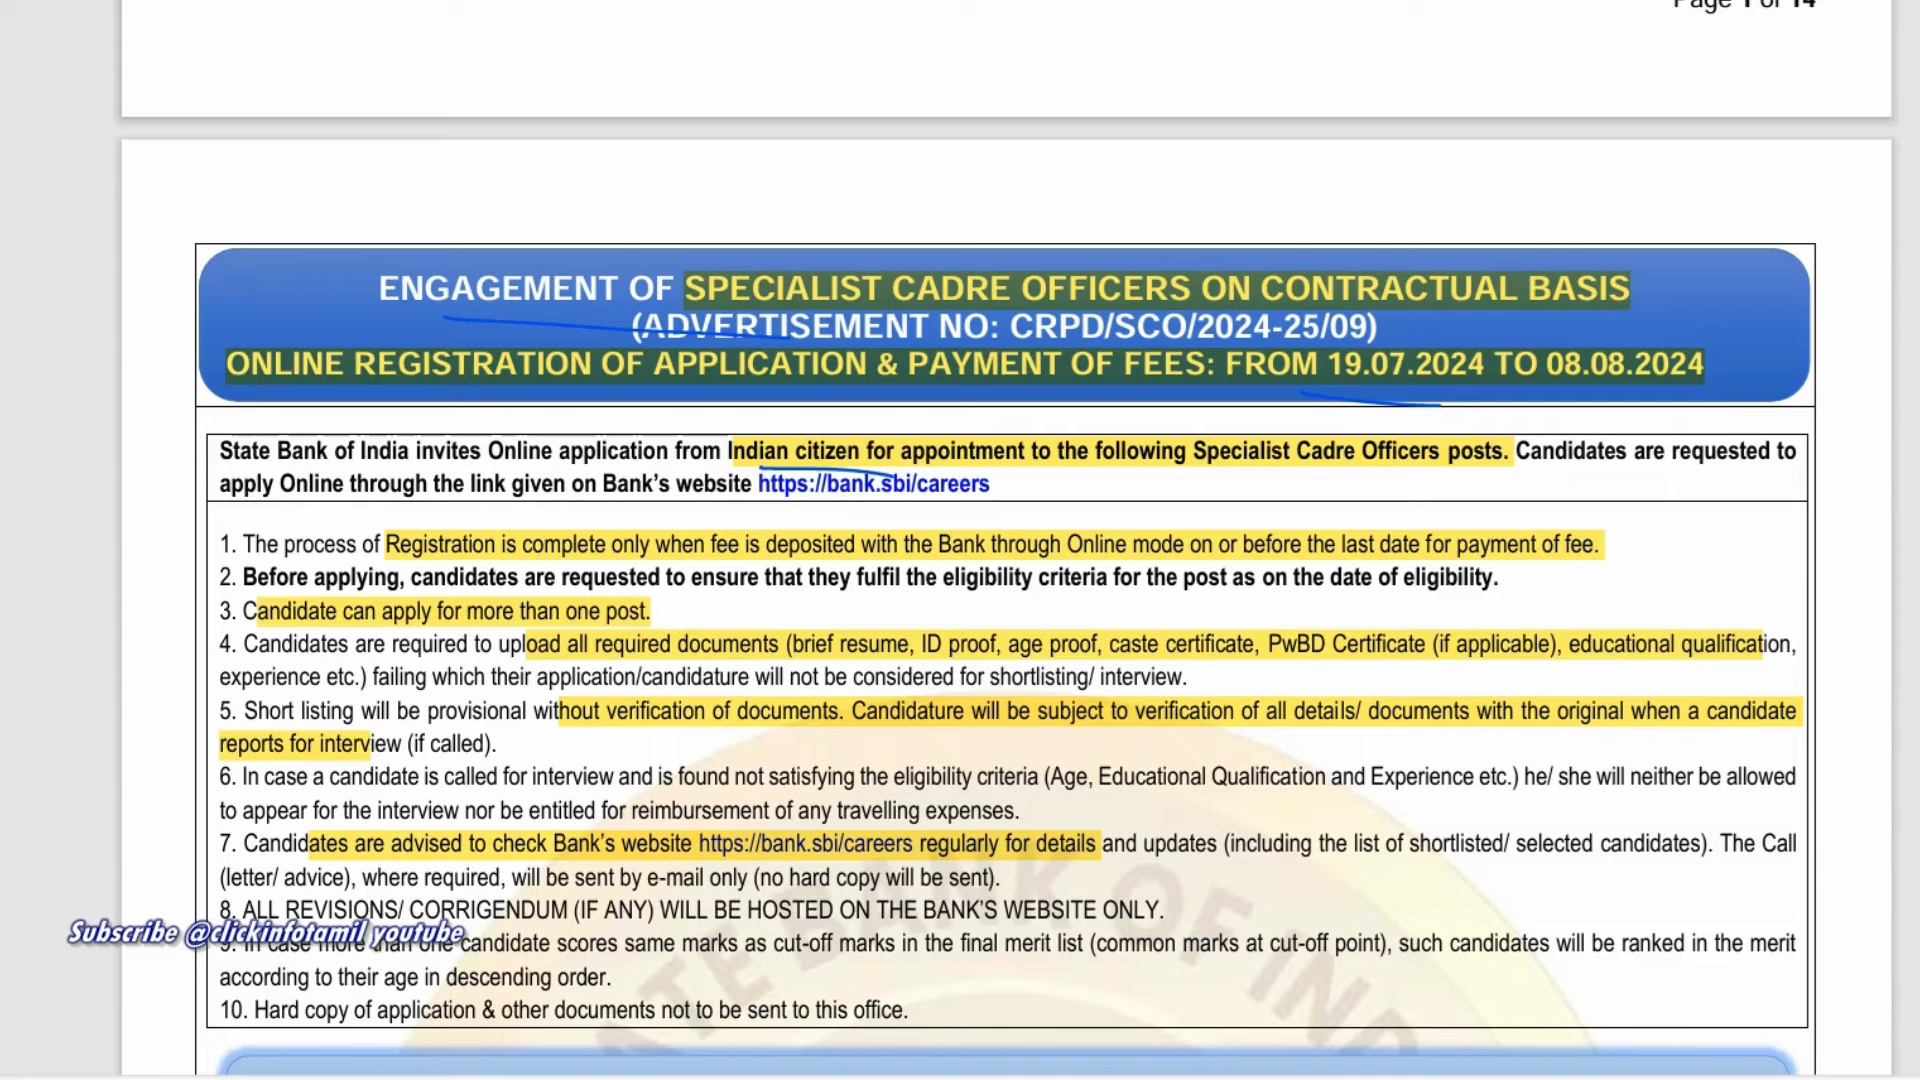 Page 1 of 14
ENGAGEMENT OF SPECIALIST CADRE OFFICERS ON CONTRACTUAL BASIS
(ADVERTISEMENT NO: CRPD/SCO/2024-25/09)
ONLINE REGISTRATION OF APPLICATION & PAYMENT OF FEES: FROM 19.07.2024 TO 08.08.2024
State Bank of India invites Online application from Indian citizen for appointment to the following Specialist Cadre Officers posts. Candidates are requested to
apply Online through the link given on Bank’s website https://bank.sbi/careers
1. The process of Registration is complete only when fee is deposited with the Bank through Online mode on or before the last date for payment of fee.
2. Before applying, candidates are requested to ensure that they fulfil the eligibility criteria for the post as on the date of eligibility.
3. Candidate can apply for more than one post.
4. Candidates are required to upload all required documents (brief resume, ID proof, age proof, caste certificate, PwBD Certificate (if applicable), educational qualification,
experience etc.) failing which their application/candidature will not be considered for shortlisting/ interview.
5. Short listing will be provisional without verification of documents. Candidature will be subject to verification of all details/ documents with the original when a candidate
reports for interview (if called).
6. In case a candidate is called for interview and is found not satisfying the eligibility criteria (Age, Educational Qualification and Experience etc.) he/ she will neither be allowed
to appear for the interview nor be entitled for reimbursement of any travelling expenses.
7. Candidates are advised to check Bank’s website https://bank.sbi/careers regularly for details and updates (including the list of shortlisted/ selected candidates). The Call
(letter/ advice), where required, will be sent by e-mail only (no hard copy will be sent).
8. ALL REVISIONS/ CORRIGENDUM (IF ANY) WILL BE HOSTED ON THE BANK’S WEBSITE ONLY.
Subscribe @clickinfotamil youtube
9. In case more than one candidate scores same marks as cut-off marks in the final merit list (common marks at cut-off point), such candidates will be ranked in the merit
according to their age in descending order.
10. Hard copy of application & other documents not to be sent to this office.
ATE BANK OF IND